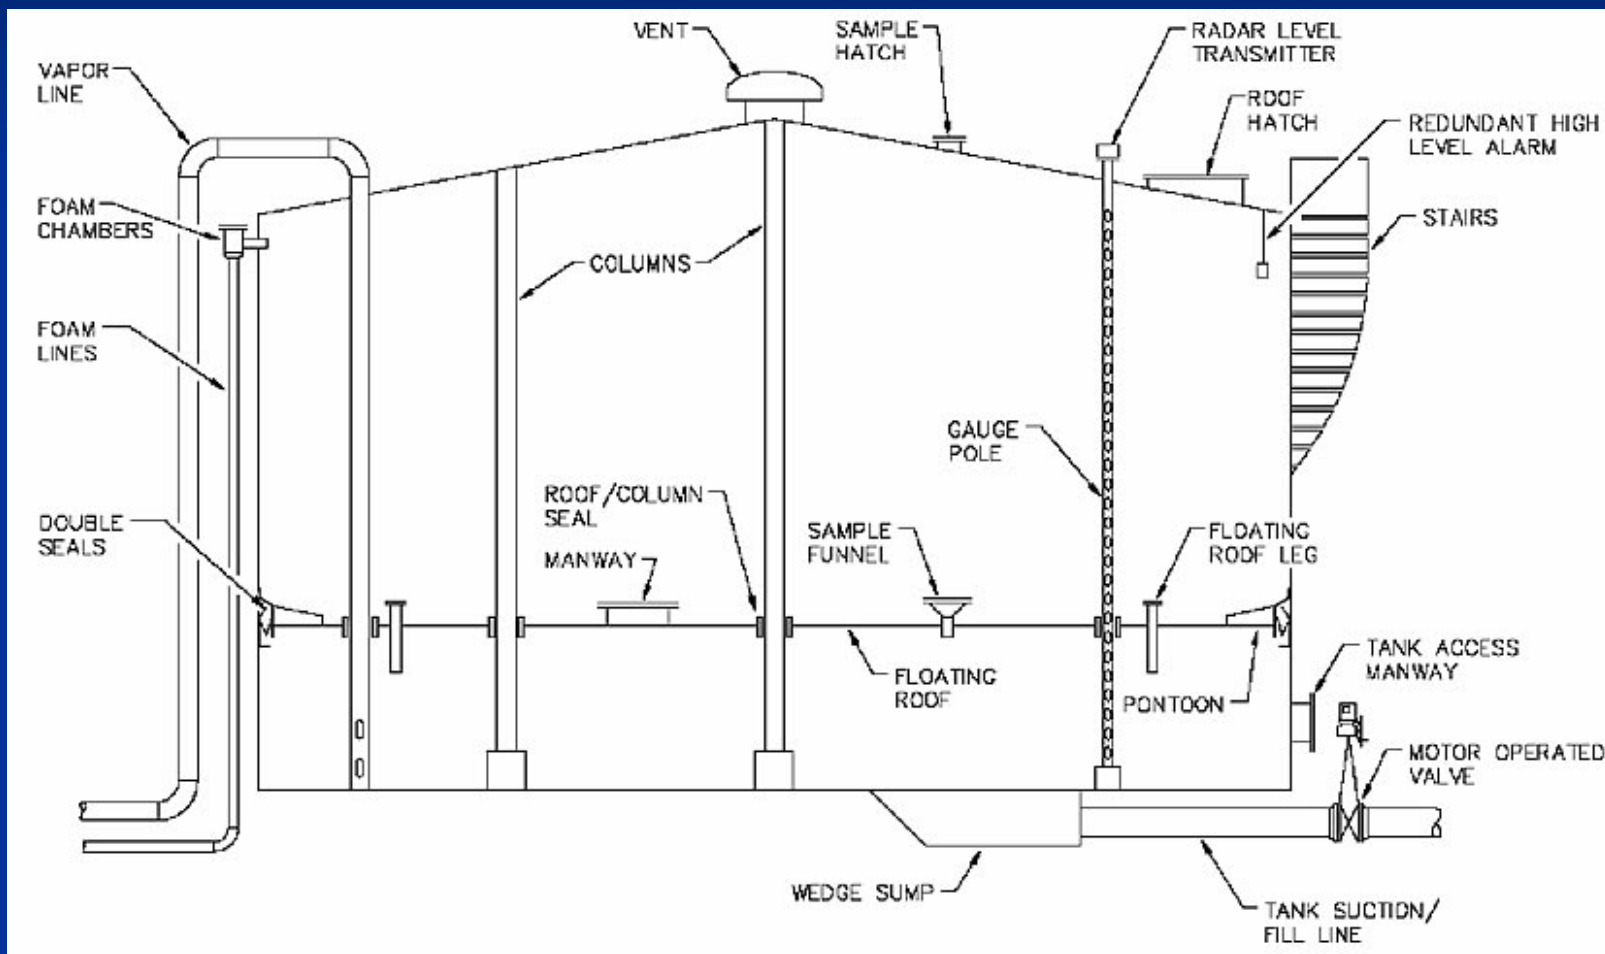 VENT
SAMPLE
HATCH
RADAR LEVEL
TRANSMITTER
VAPOR
LINE
ROOF
HATCH
REDUNDANT HIGH
LEVEL ALARM
FOAM
CHAMBERS
STAIRS
COLUMNS
FOAM
LINES
GAUGE
POLE
ROOF/COLUMN
SEAL
DOUBLE
SEALS
MANWAY
SAMPLE
FUNNEL
FLOATING
ROOF LEG
FLOATING
ROOF
PONTOON
TANK ACCESS
MANWAY
MOTOR OPERATED
VALVE
WEDGE SUMP
TANK SUCTION/
FILL LINE